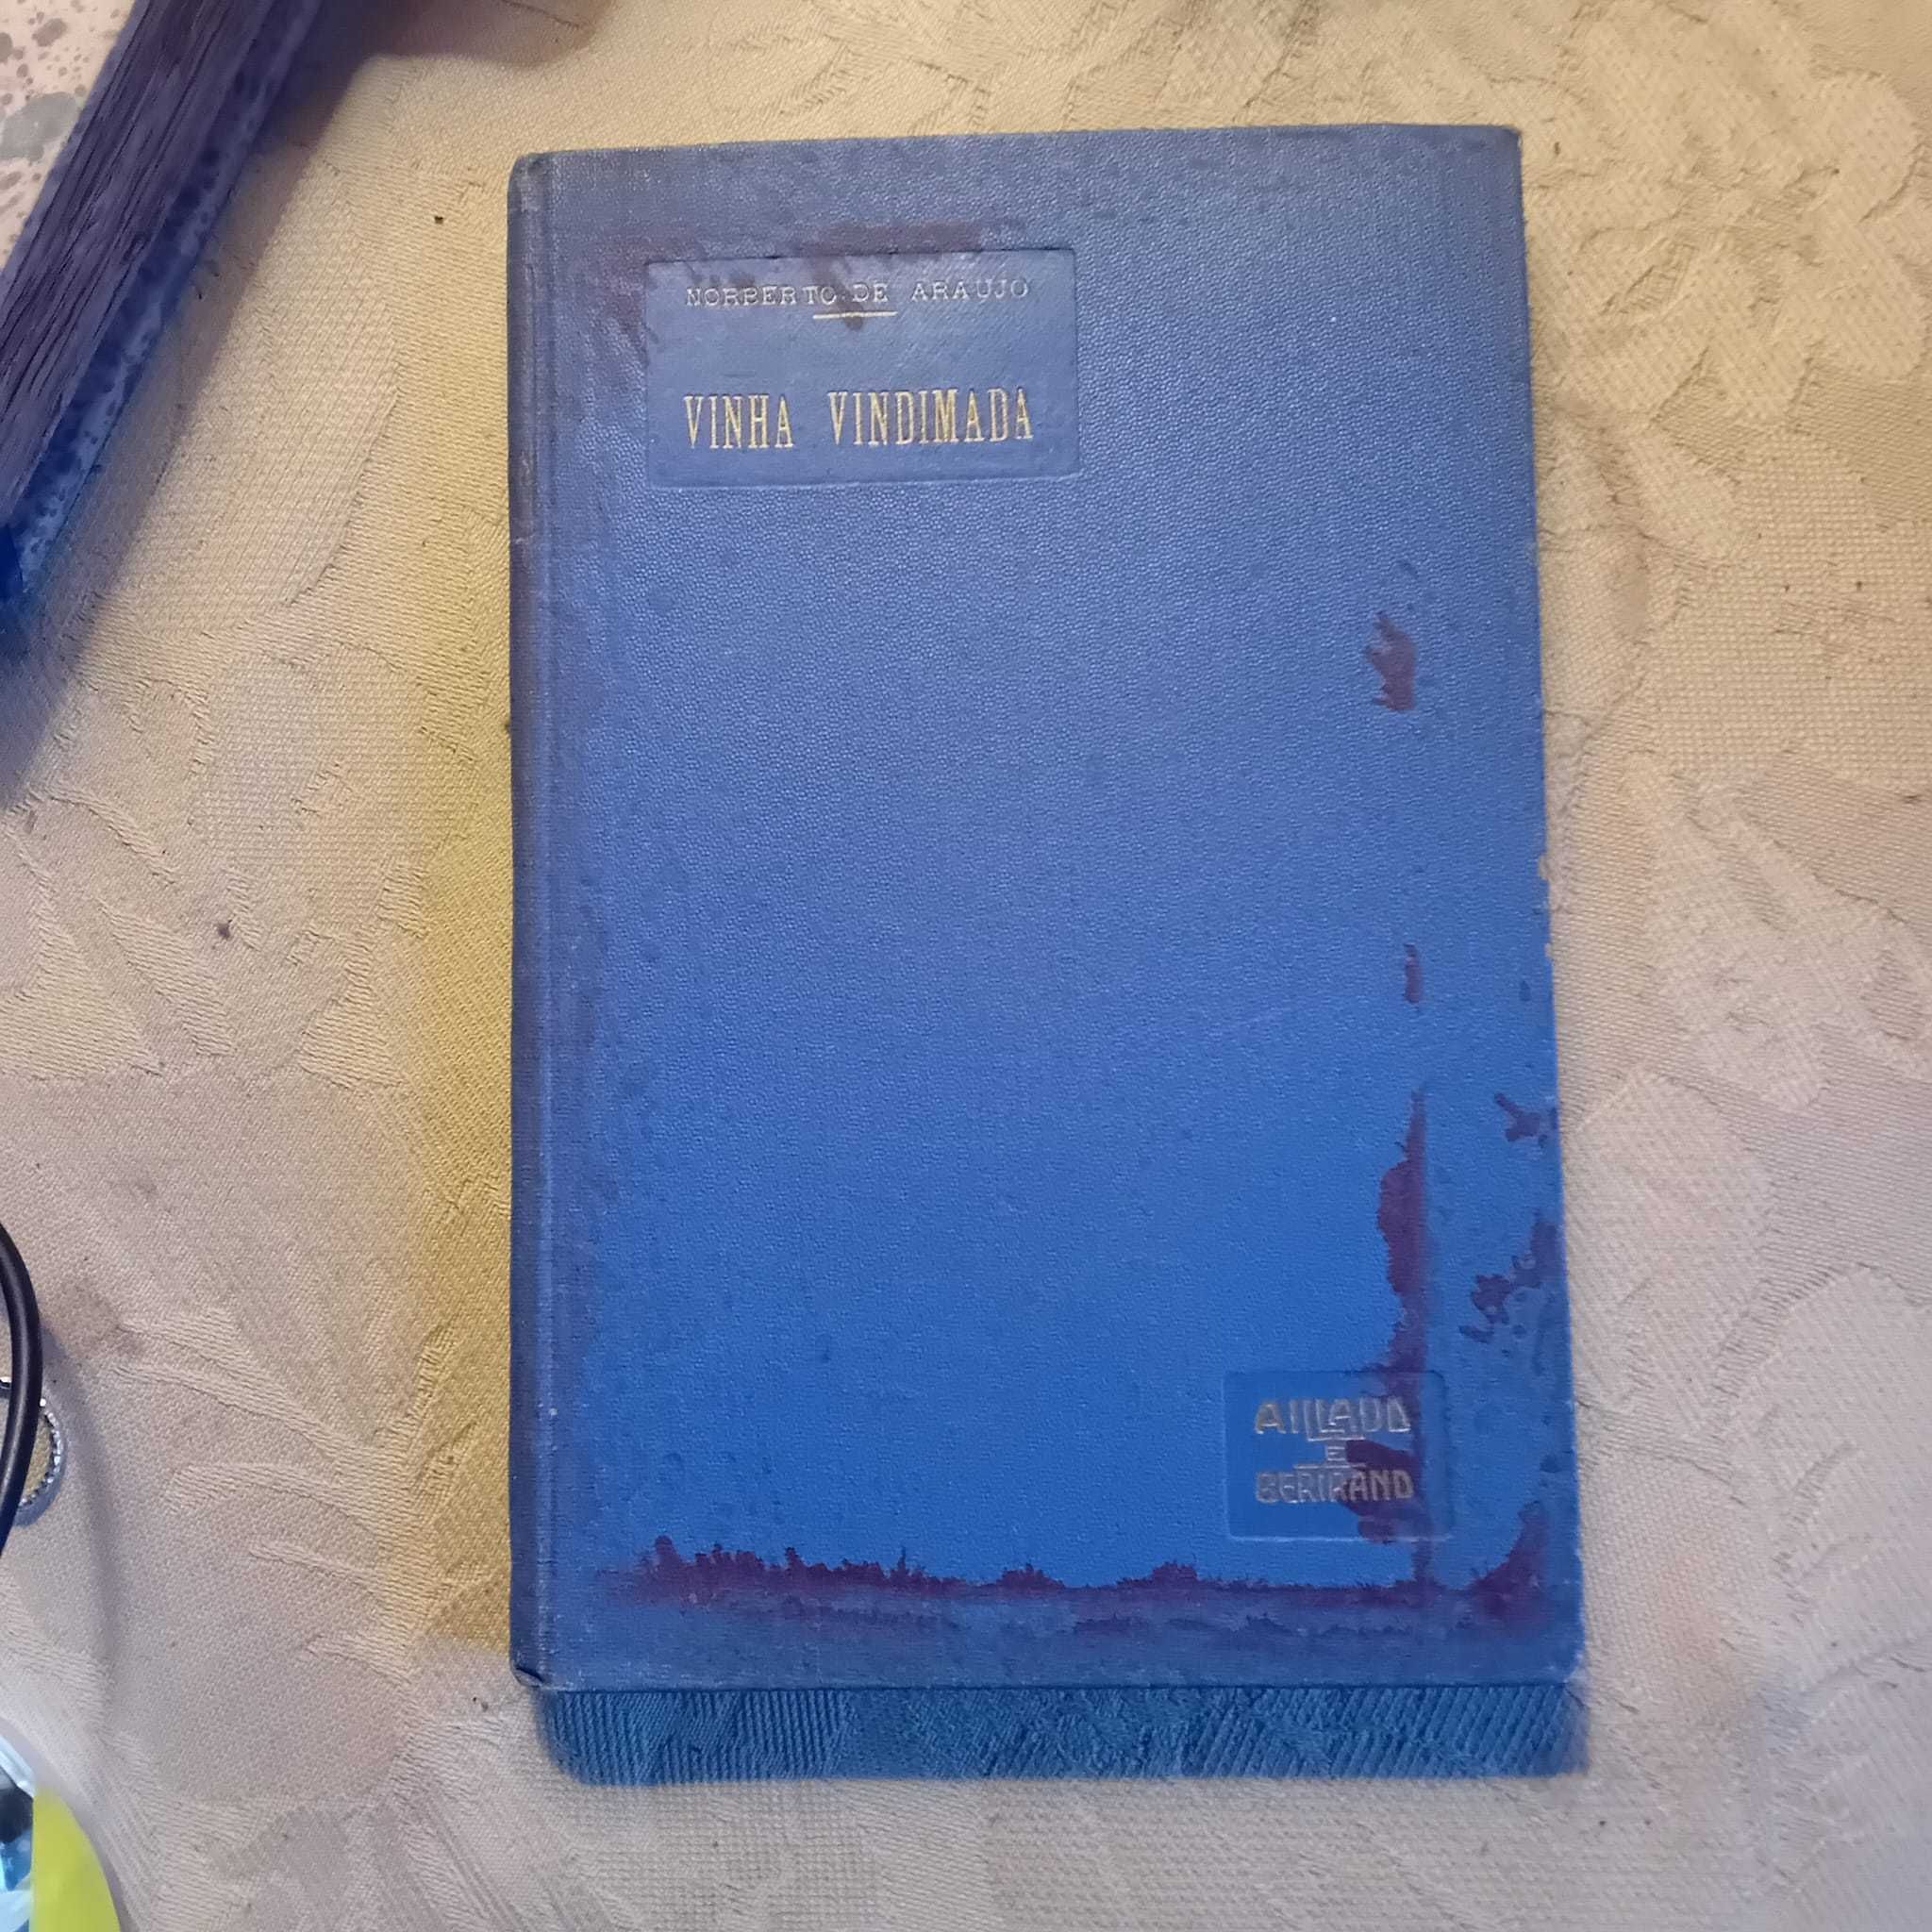 NORBERTO DE ARAUJO
VINHA VINDIMADA
AILLAUD
E
BERTRAND